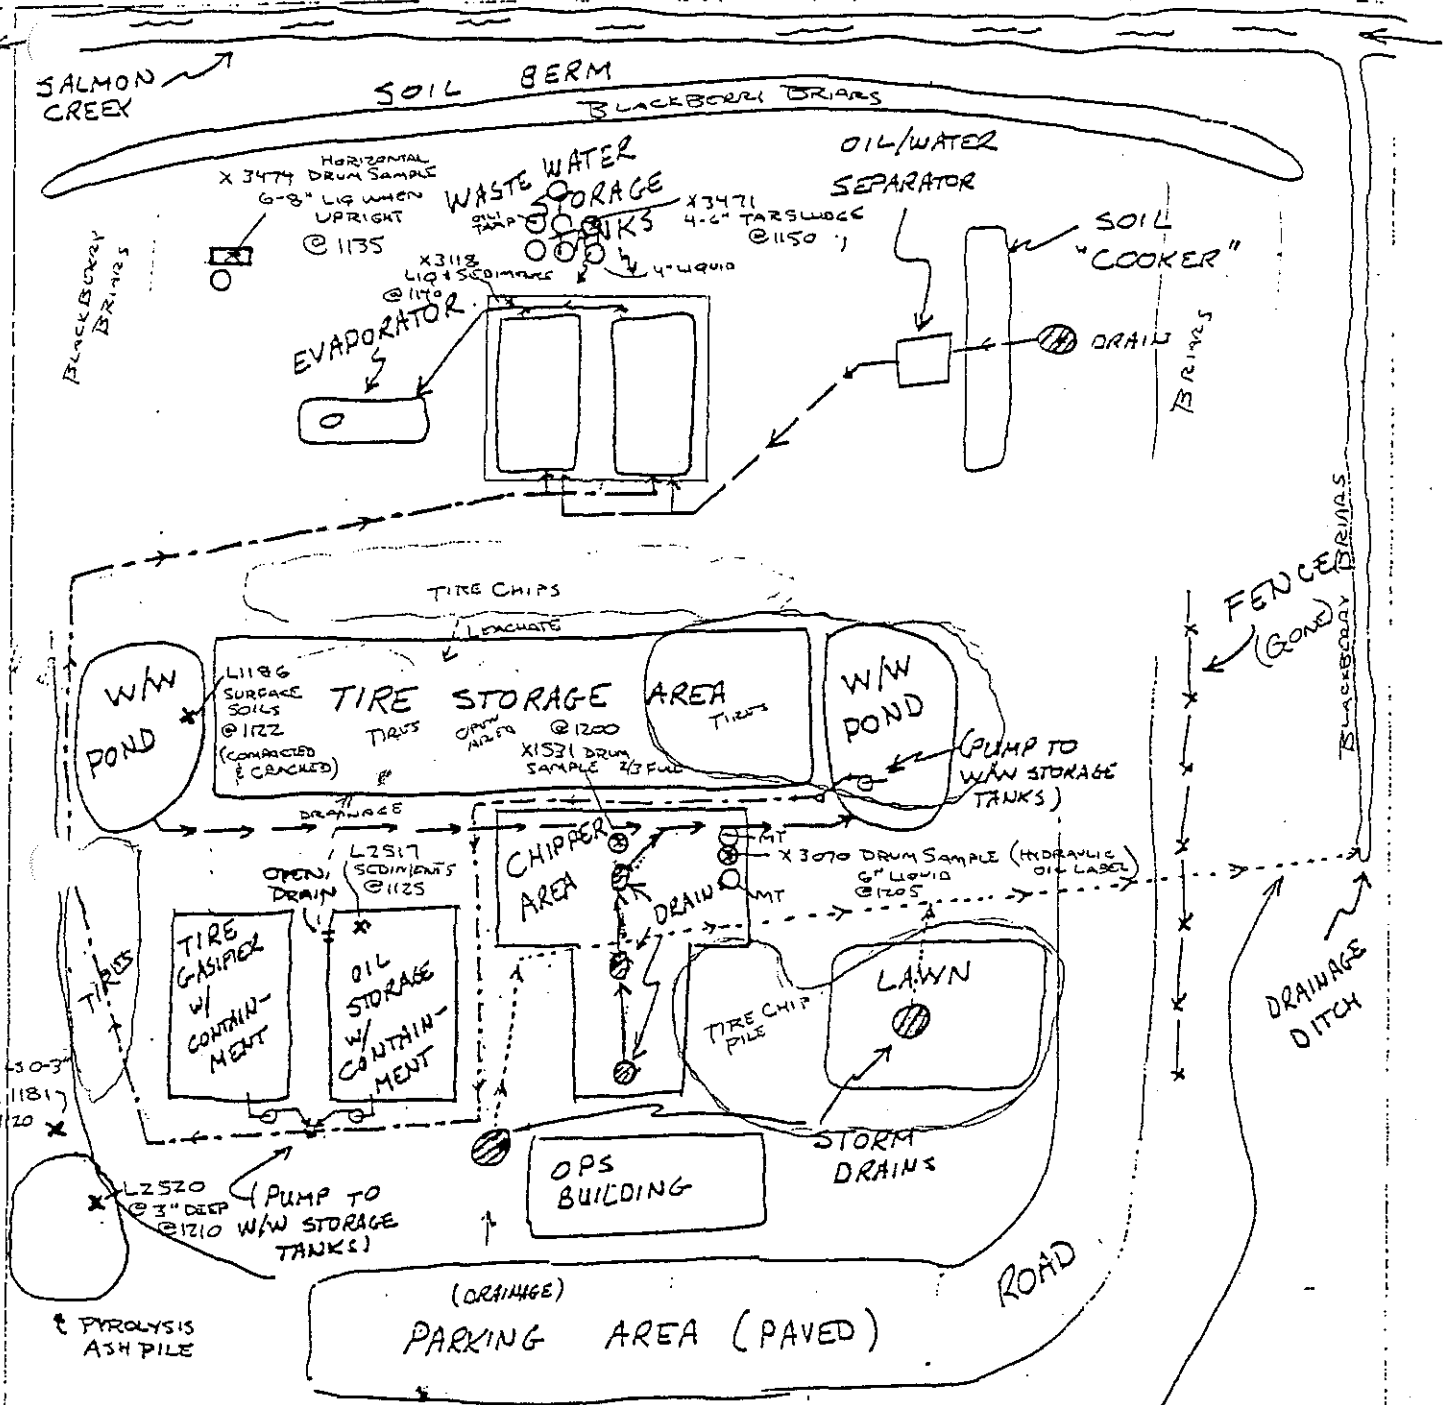 SALMON
CREEK
SOIL BERM
BLACKBERRY BRIARS
HORIZONTAL
X 3474 DRUM SAMPLE
6-8" LIQ WHEN
UPRIGHT
@ 1135
BLACKBERRY
BRIARS
WASTE WATER
STORAGE
TANKS
X3471
4-6" TAR SLUDGE
@1150
4" LIQUID
X3118
LIQ & SEDIMENTS
@1140
EVAPORATOR
OIL/WATER
SEPARATOR
SOIL
"COOKER"
DRAIN
BRIARS
TIRE CHIPS
LEACHATE
FENCE
(GONE)
BLACKBERRY BRIARS
W/W
POND
L1186
SURFACE
SOILS
@1122
(COMPACTED
& CRACKED)
TIRE STORAGE AREA
TIRES
OPEN
AREA
TIRES
@1200
X1531 DRUM
SAMPLE 2/3 FULL
W/W
POND
(PUMP TO
W/W STORAGE
TANKS)
DRAINAGE
OPEN
DRAIN
L2517
SEDIMENTS
@1125
CHIPPER
AREA
DRAIN
MT
X 3070 DRUM SAMPLE (HYDRAULIC
OIL LABEL)
6" LIQUID
@1205
MT
TIRES
TIRE
GASIFIER
W/
CONTAIN-
MENT
OIL
STORAGE
W/
CONTAIN-
MENT
TIRE CHIP
PILE
LAWN
DRAINAGE
DITCH
0-3"
1181
1120
L2520
@ 3" DEEP
@1210
(PUMP TO
W/W STORAGE
TANKS)
OPS
BUILDING
STORM
DRAINS
ROAD
PYROLYSIS
ASH PILE
(DRAINAGE)
PARKING AREA (PAVED)